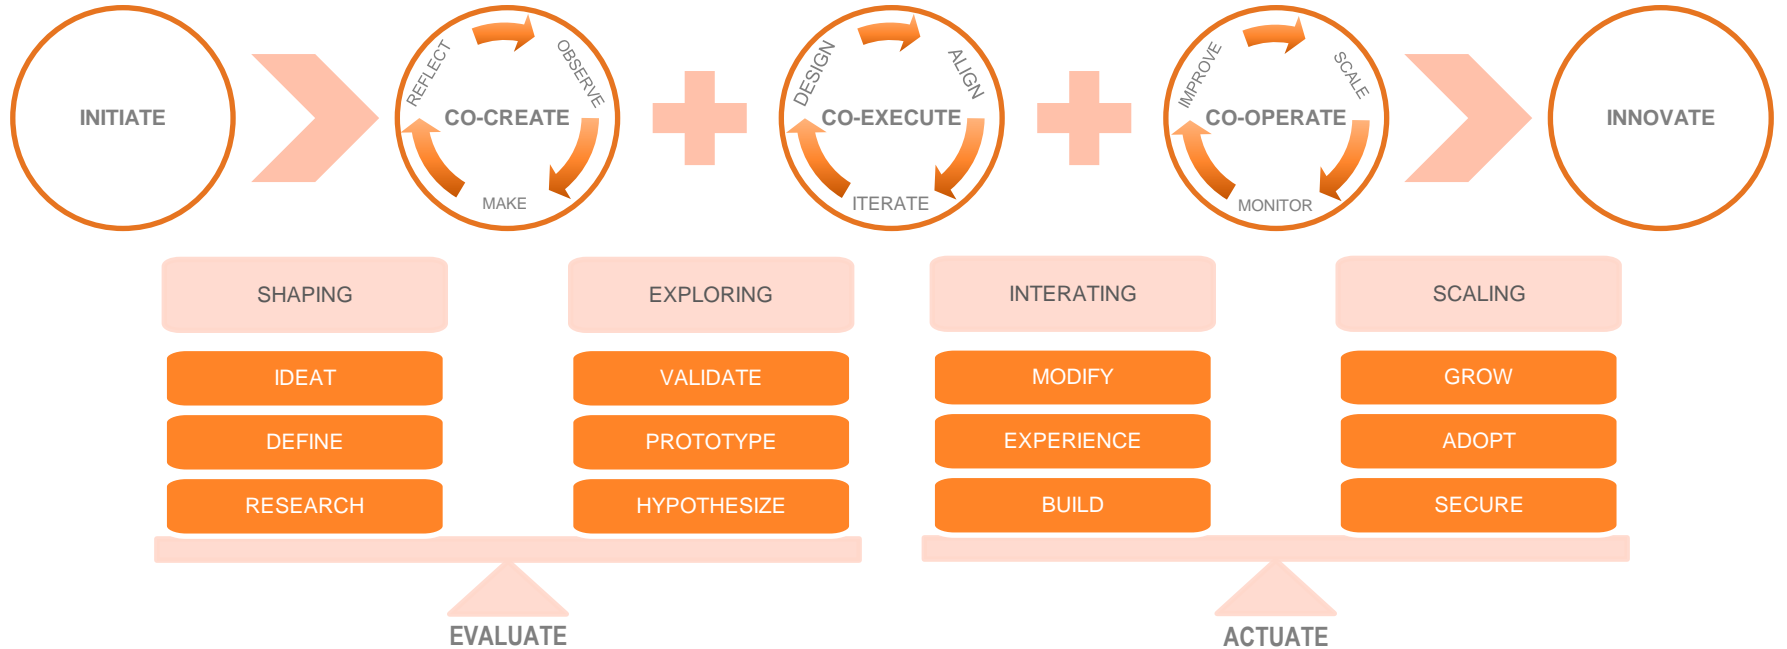 INITIATE
REFLECT
OBSERVE
CO-CREATE
MAKE
DESIGN
ALIGN
CO-EXECUTE
ITERATE
IMPROVE
SCALE
CO-OPERATE
MONITOR
INNOVATE
SHAPING
IDEAT
DEFINE
RESEARCH
EXPLORING
VALIDATE
PROTOTYPE
HYPOTHESIZE
EVALUATE
INTERATING
MODIFY
EXPERIENCE
BUILD
SCALING
GROW
ADOPT
SECURE
ACTUATE